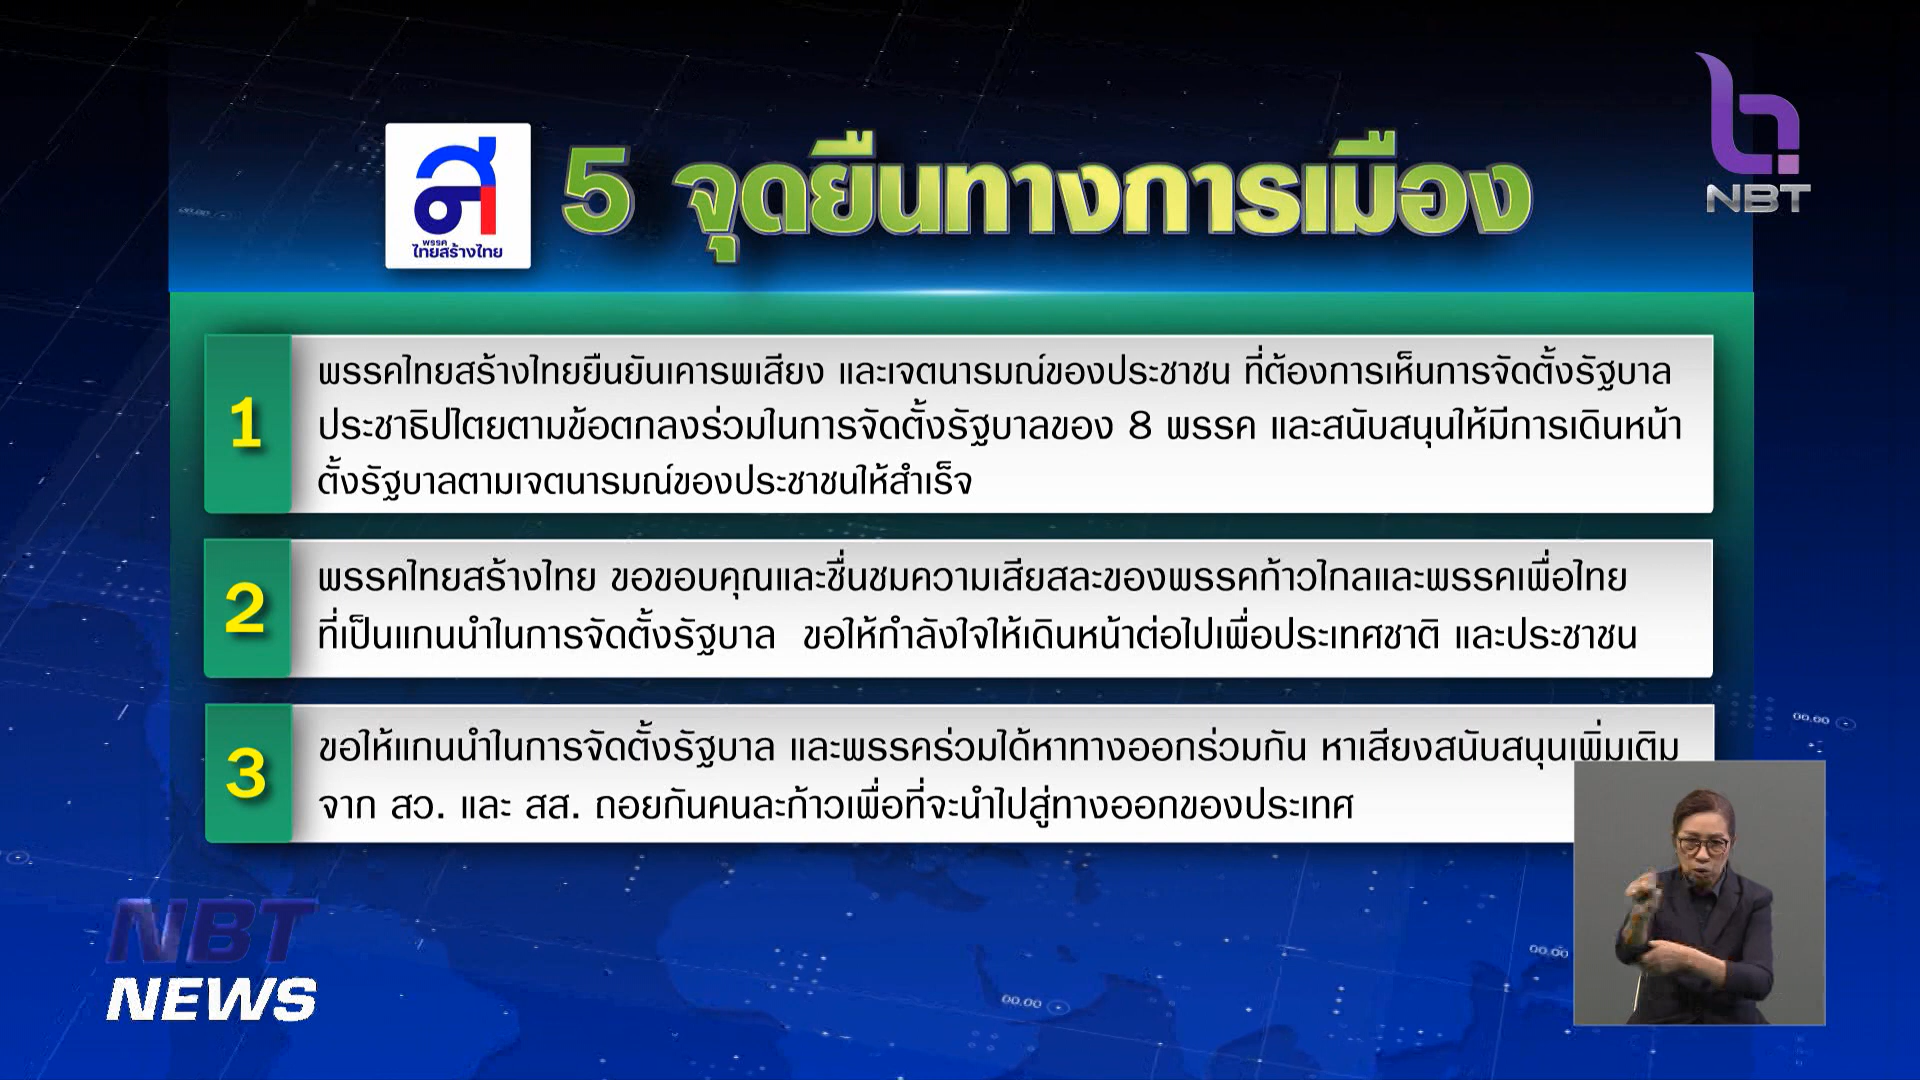 NBT
พรรค
ไทยสร้างไทย
5 จุดยืนทางการเมือง
1
พรรคไทยสร้างไทยยืนยันเคารพเสียง และเจตนารมณ์ของประชาชน ที่ต้องการเห็นการจัดตั้งรัฐบาล
ประชาธิปไตยตามข้อตกลงร่วมในการจัดตั้งรัฐบาลของ 8 พรรค และสนับสนุนให้มีการเดินหน้า
ตั้งรัฐบาลตามเจตนารมณ์ของประชาชนให้สำเร็จ
2
พรรคไทยสร้างไทย ขอขอบคุณและชื่นชมความเสียสละของพรรคก้าวไกลและพรรคเพื่อไทย
ที่เป็นแกนนำในการจัดตั้งรัฐบาล ขอให้กำลังใจให้เดินหน้าต่อไปเพื่อประเทศชาติ และประชาชน
3
ขอให้แกนนำในการจัดตั้งรัฐบาล และพรรคร่วมได้หาทางออกร่วมกัน หาเสียงสนับสนุนเพิ่มเติม
จาก สว. และ สส. ถอยกันคนละก้าวเพื่อที่จะนำไปสู่ทางออกของประเทศ
00.00
00.00
00.00
NBT
NEWS